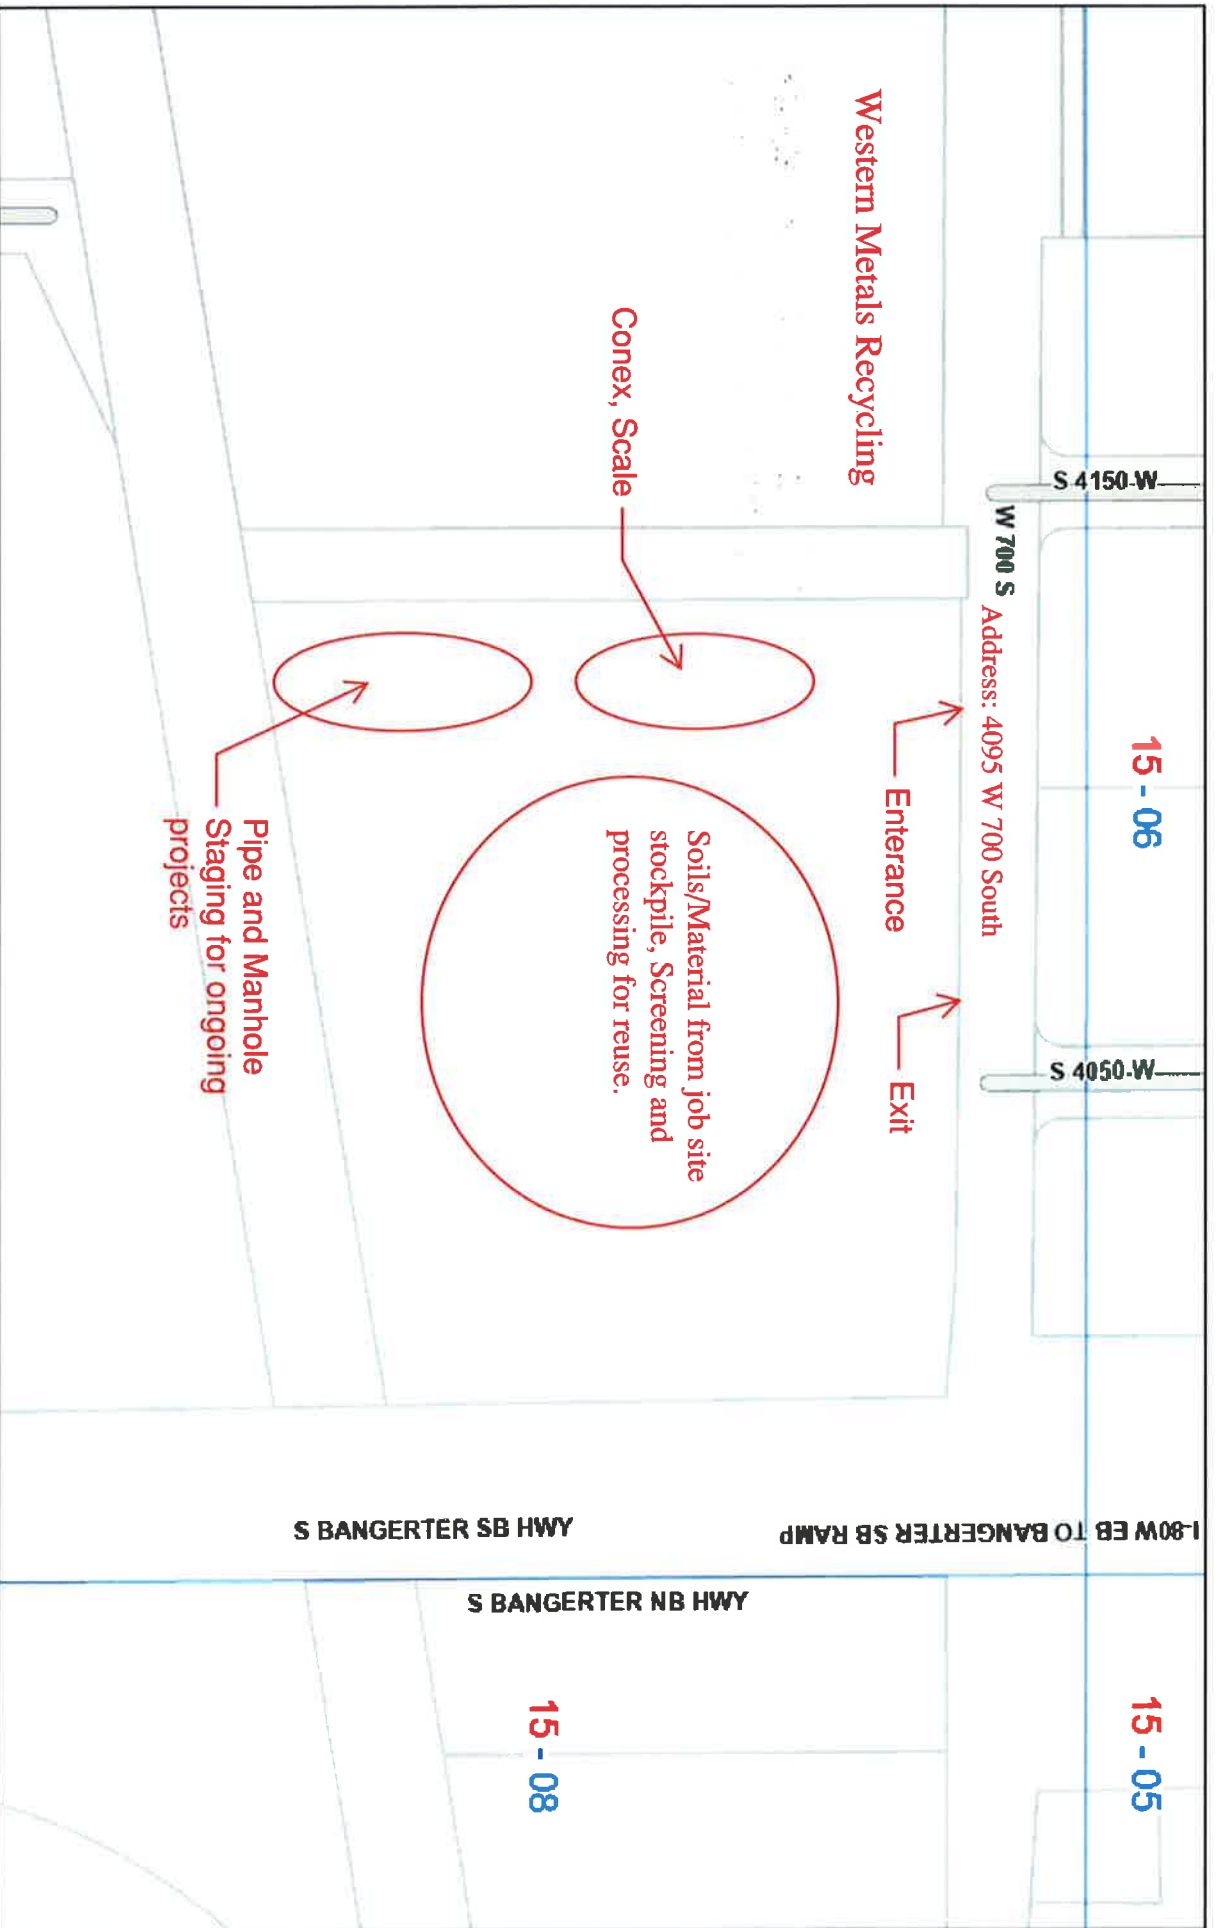 15 - 06
15 - 05
S 4150 W
S 4050 W
I-80W EB TO BANGERTER SB RAMP
W 700 S
Address: 4095 W 700 South
Enterance
Exit
Western Metals Recycling
Conex, Scale
Soils/Material from job site
stockpile, Screening and
processing for reuse.
Pipe and Manhole
Staging for ongoing
projects
S BANGERTER SB HWY
S BANGERTER NB HWY
15 - 08